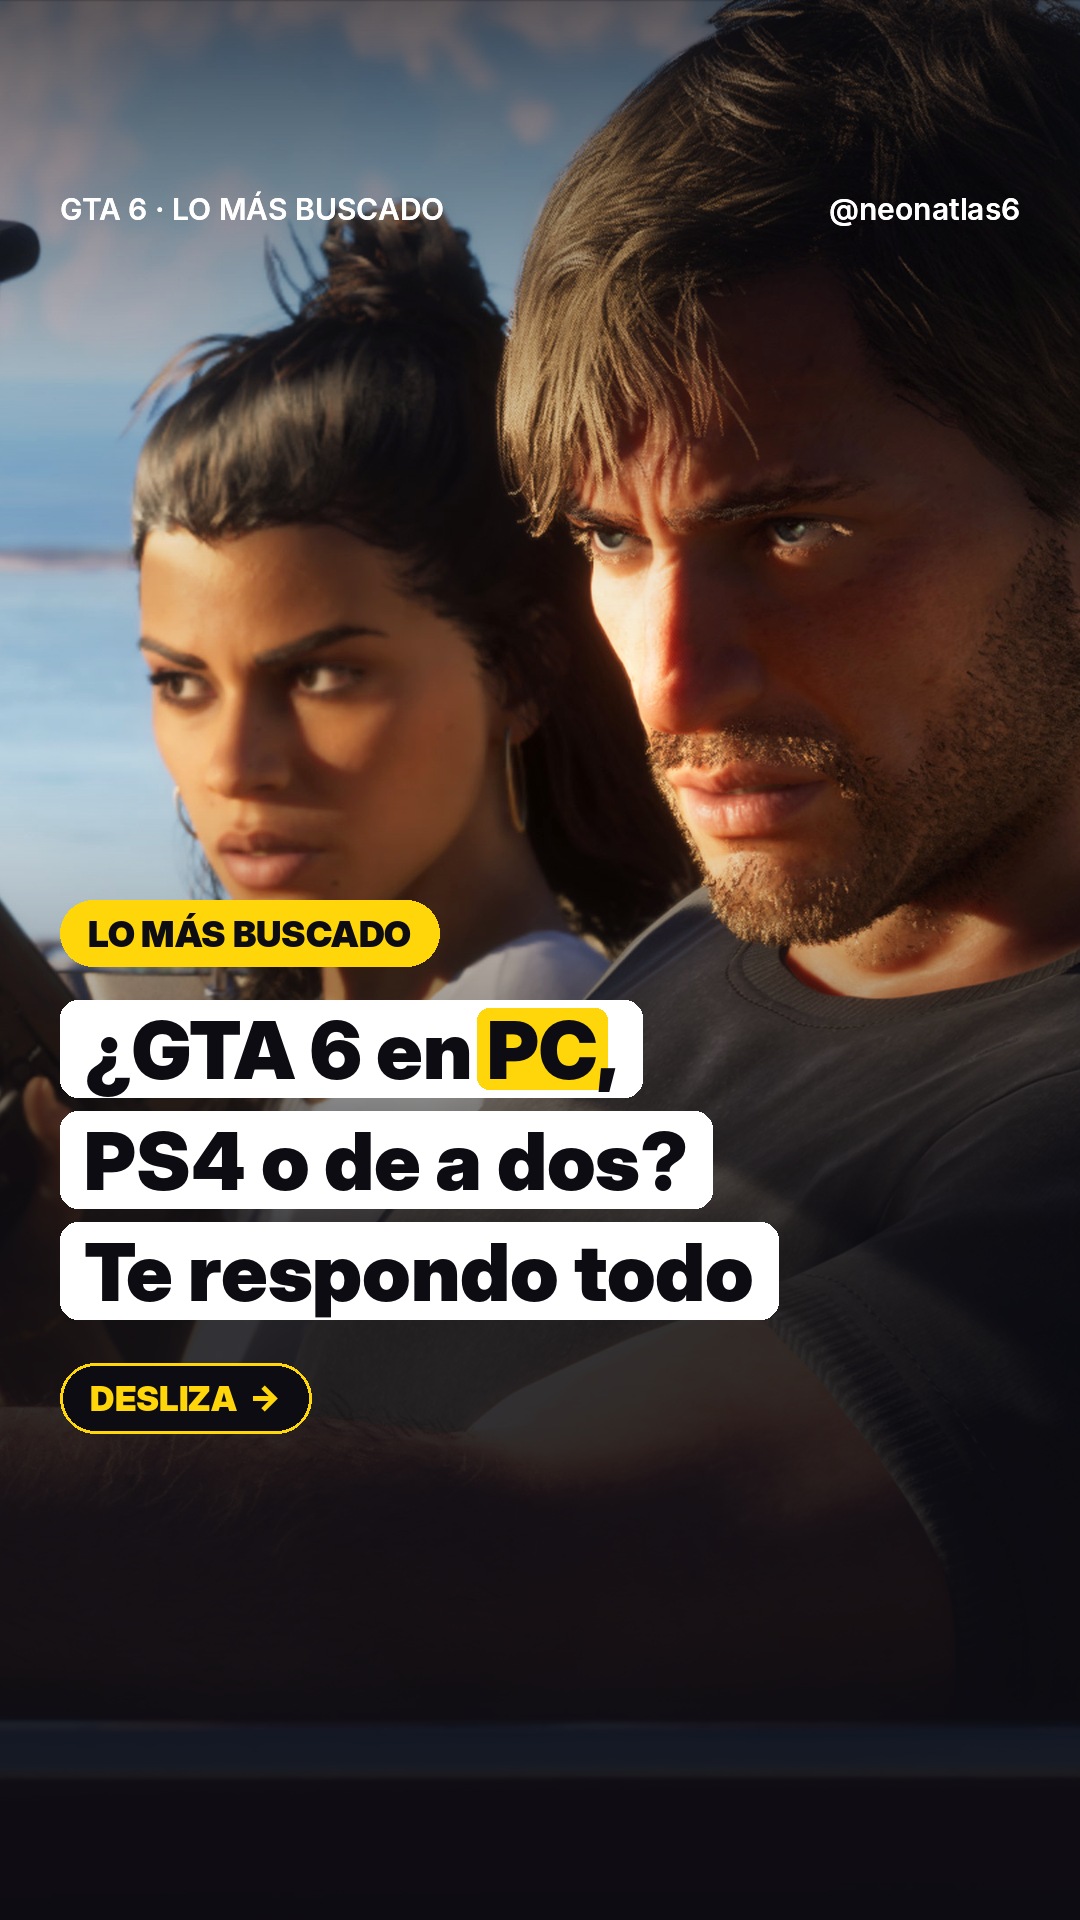 GTA 6 · LO MÁS BUSCADO
@neonatlas6
LO MÁS BUSCADO
¿GTA 6 en PC,
PS4 o de a dos?
Te respondo todo
DESLIZA →